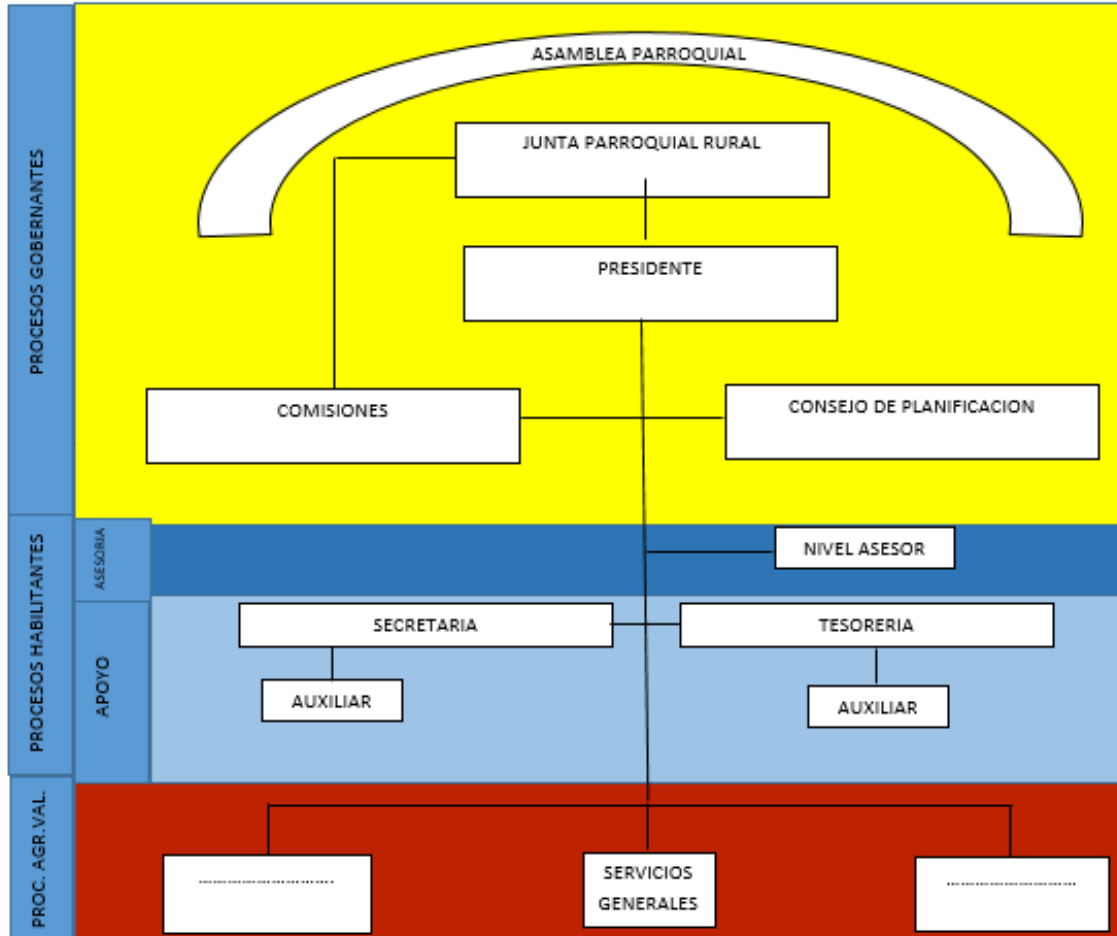 PROCESOS GOBERNANTES
ASAMBLEA PARROQUIAL
JUNTA PARROQUIAL RURAL
PRESIDENTE
COMISIONES
CONSEJO DE PLANIFICACION
PROCESOS HABILITANTES
ASESORIA
NIVEL ASESOR
APOYO
SECRETARIA
TESORERIA
AUXILIAR
AUXILIAR
PROC. AGR.VAL.
....................................
SERVICIOS
GENERALES
..................................